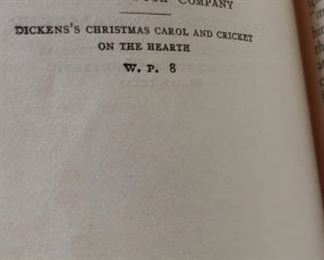 COMPANY
DICKENS'S CHRISTMAS CAROL AND CRICKET
ON THE HEARTH
W. P. 8